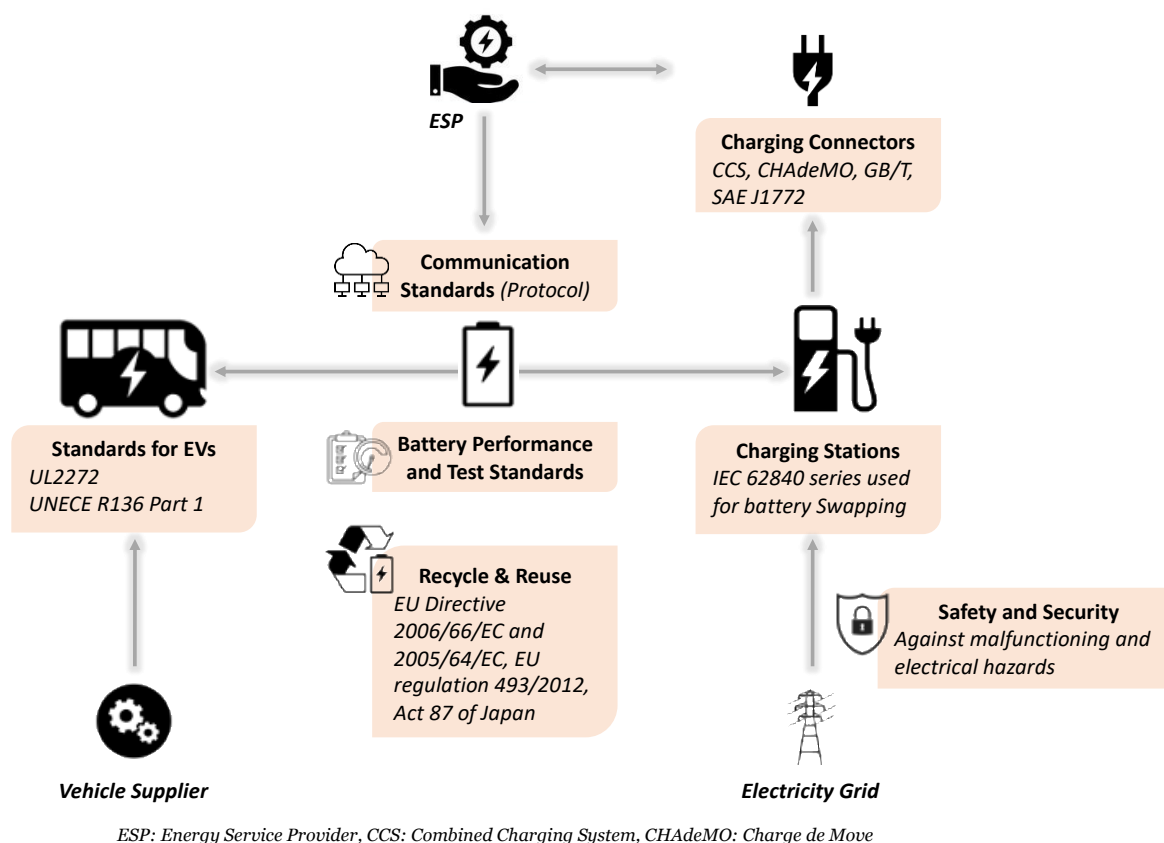 ESP
Charging Connectors
CCS, CHAdeMO, GB/T,
SAE J1772
Communication
Standards (Protocol)
Standards for EVs
UL2272
UNECE R136 Part 1
Battery Performance
and Test Standards
Charging Stations
IEC 62840 series used
for battery Swapping
Recycle & Reuse
EU Directive
2006/66/EC and
2005/64/EC, EU
regulation 493/2012,
Act 87 of Japan
Safety and Security
Against malfunctioning and
electrical hazards
Vehicle Supplier
Electricity Grid
ESP: Energy Service Provider, CCS: Combined Charging System, CHAdeMO: Charge de Move